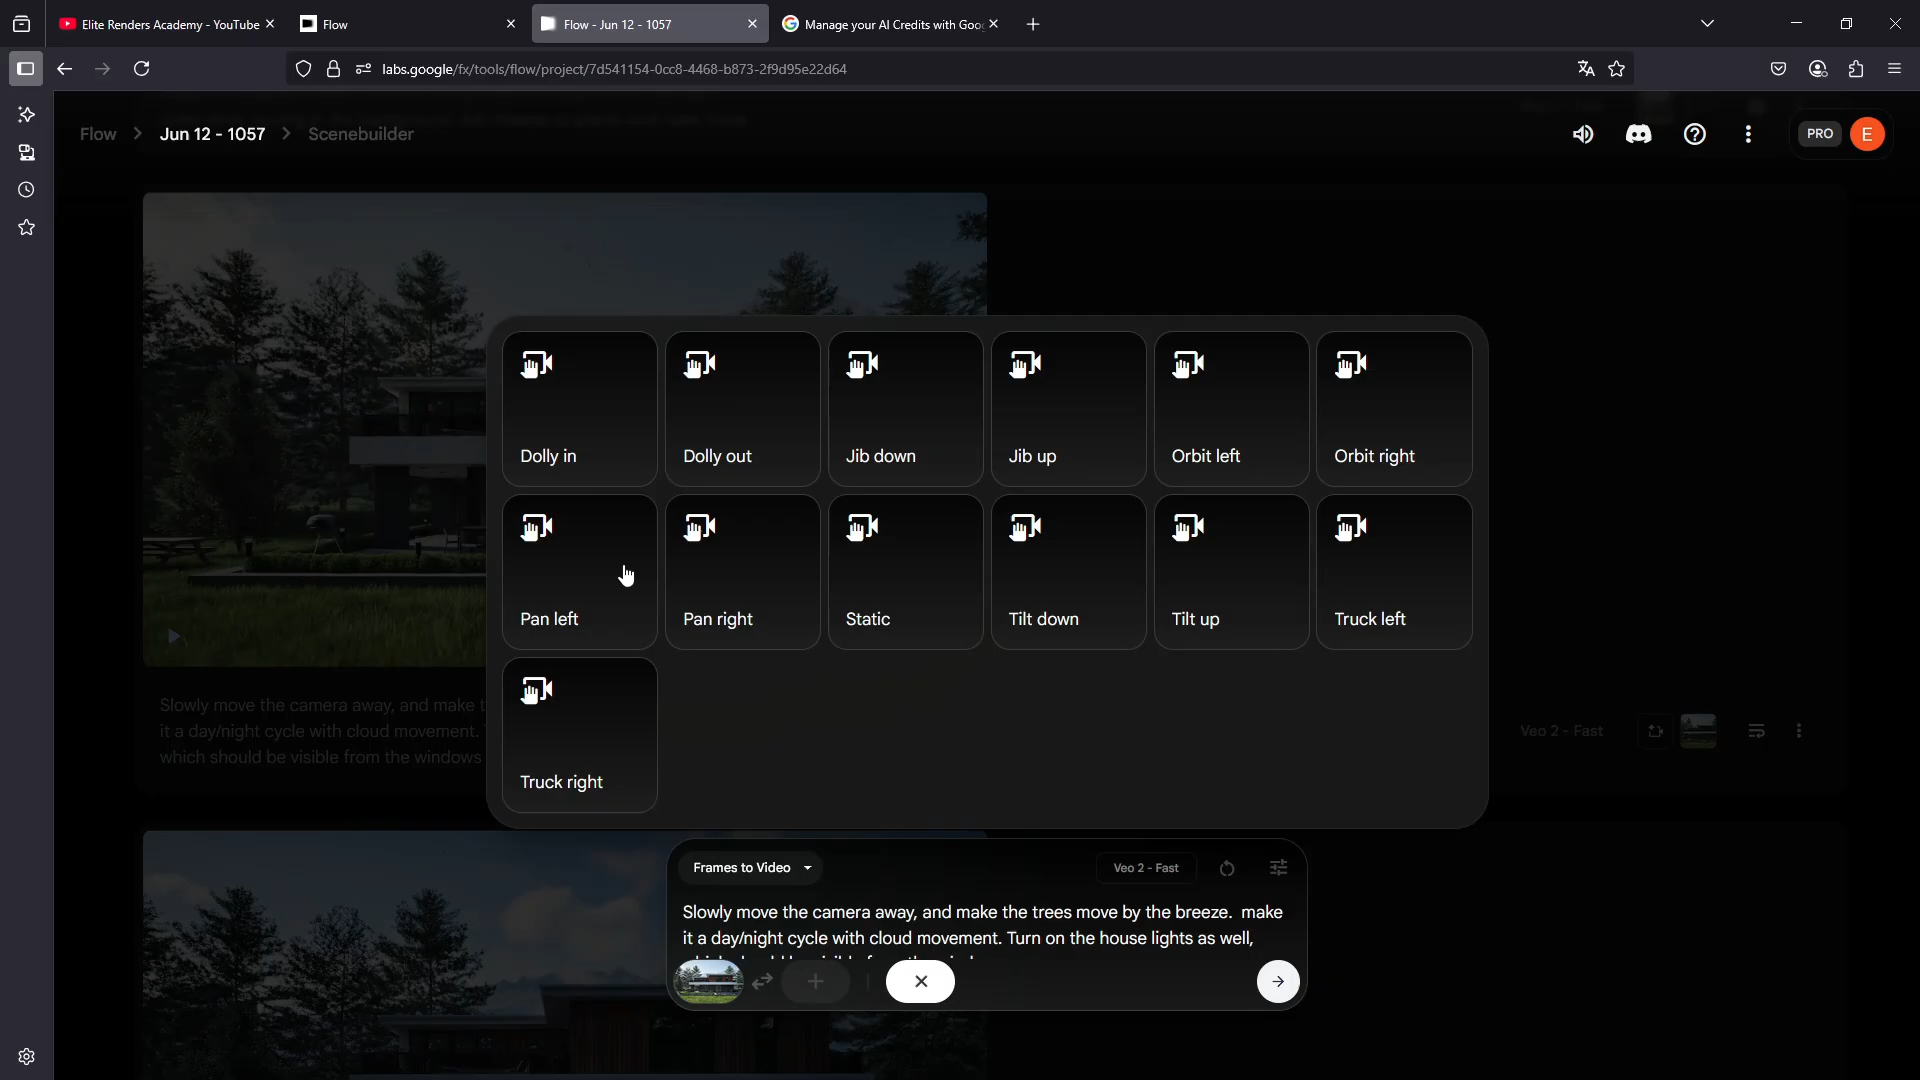 Elite Renders Academy - YouTube
Flow
Flow - Jun 12 - 1057
Manage your AI Credits with Goo
labs.google/fx/tools/flow/project/7d541154-0cc8-4468-b873-2f9d95e22d64
Flow
Jun 12 - 1057
Scenebuilder
PRO
E
Dolly in
Dolly out
Jib down
Jib up
Orbit left
Orbit right
Pan left
Pan right
Static
Tilt down
Tilt up
Truck left
Truck right
Slowly move the camera away, and make t
it a day/night cycle with cloud movement.
which should be visible from the windows
Veo 2 - Fast
Frames to Video
Veo 2 - Fast
Slowly move the camera away, and make the trees move by the breeze. make
it a day/night cycle with cloud movement. Turn on the house lights as well,